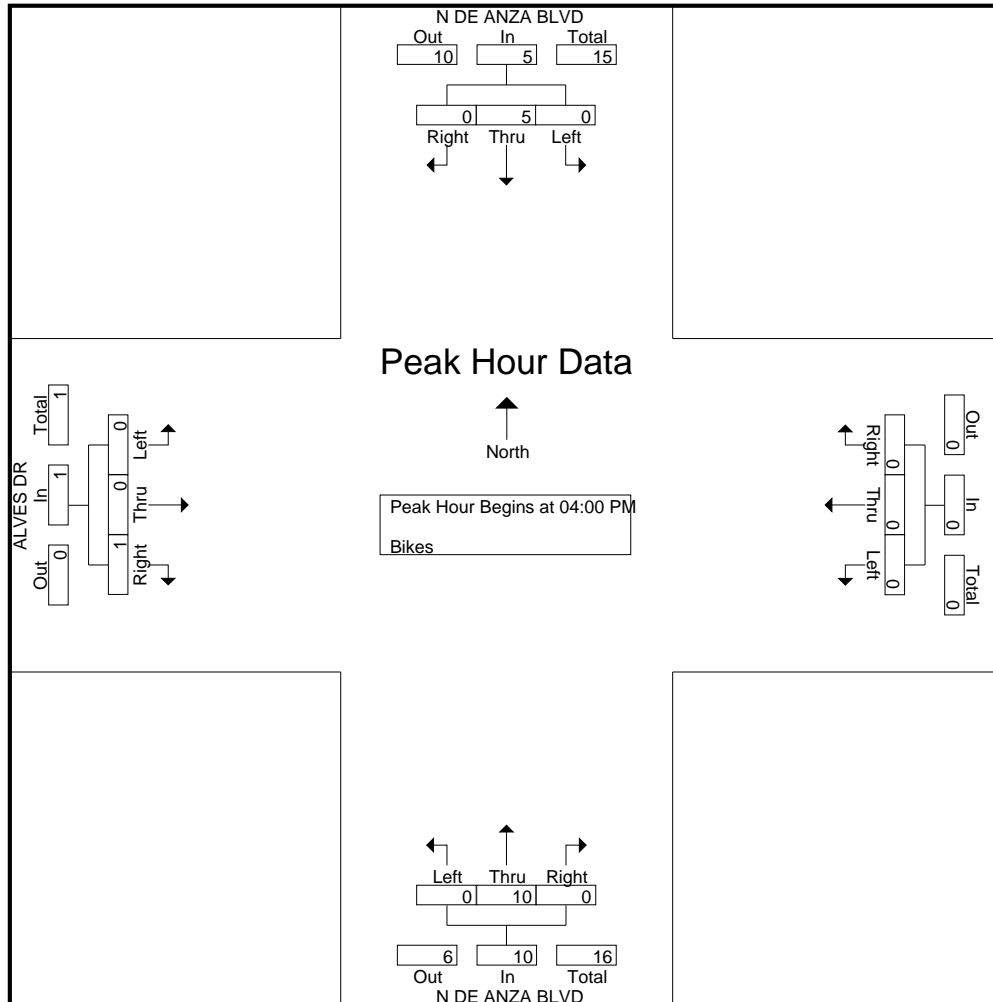 N DE ANZA BLVD
Out In Total
10 5 15
0 5 0
Right Thru Left
Peak Hour Data
North
Peak Hour Begins at 04:00 PM
Bikes
ALVES DR
Out In Total
0 1 1
1 0 0
Right Thru Left
Out In Total
0 0 0
Right Thru Left
0 0 0
Left Thru Right
0 10 0
6 10 16
Out In Total
N DE ANZA BLVD